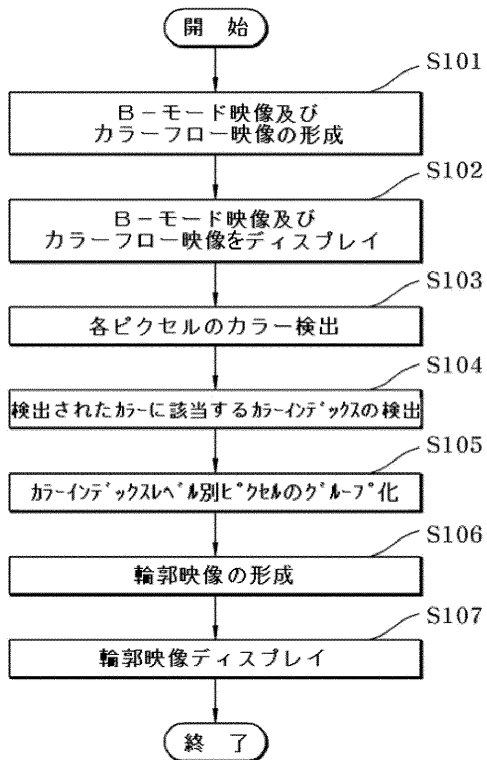 開 始
S101
B－モード映像及び
カラーフロー映像の形成
S102
B－モード映像及び
カラーフロー映像をディスプレイ
S103
各ピクセルのカラー検出
S104
検出されたｶﾗｰに該当するｶﾗｰｲﾝﾃﾞｯｸｽの検出
S105
ｶﾗｰｲﾝﾃﾞｯｸｽﾚﾍﾞﾙ別ﾋﾟｸｾﾙのｸﾞﾙｰﾌﾟ化
S106
輪郭映像の形成
S107
輪郭映像ディスプレイ
終 了